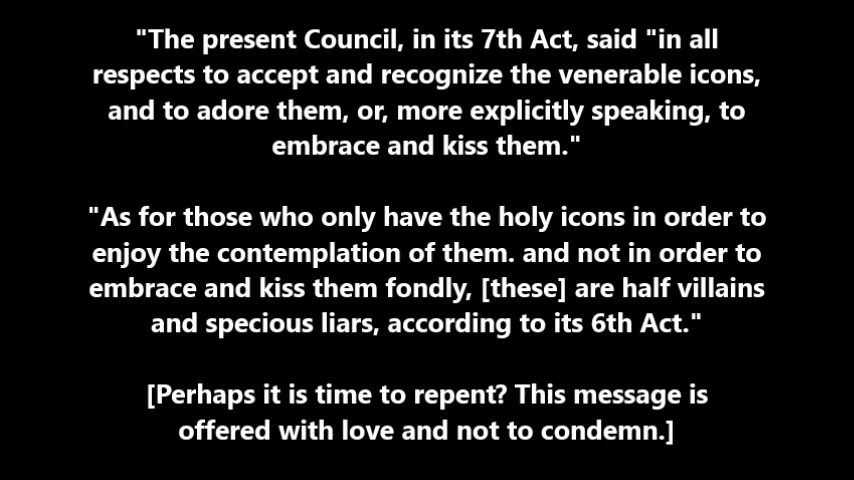 "The present Council, in its 7th Act, said "in all
respects to accept and recognize the venerable icons,
and to adore them, or, more explicitly speaking, to
embrace and kiss them."
"As for those who only have the holy icons in order to
enjoy the contemplation of them. and not in order to
embrace and kiss them fondly, [these] are half villains
and specious liars, according to its 6th Act."
[Perhaps it is time to repent? This message is
offered with love and not to condemn.]